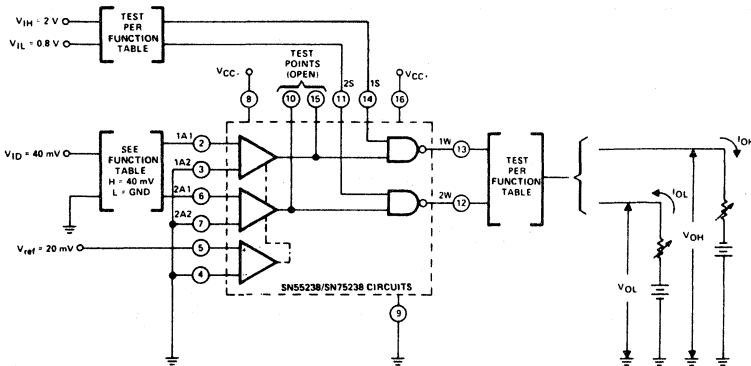 VIH = 2 V
VIL = 0.8 V
TEST
PER
FUNCTION
TABLE
TEST
POINTS
(OPEN)
2S
1S
VCC-
VCC+
8
10
15
11
14
16
VID = 40 mV
SEE
FUNCTION
TABLE
H = 40 mV
L = GND
1A1
2
1A2
3
2A1
6
2A2
7
Vref = 20 mV
5
4
+
-
1W
13
2W
12
TEST
PER
FUNCTION
TABLE
IOH
IOL
VOH
VOL
SN55238/SN75238 CIRCUITS
9